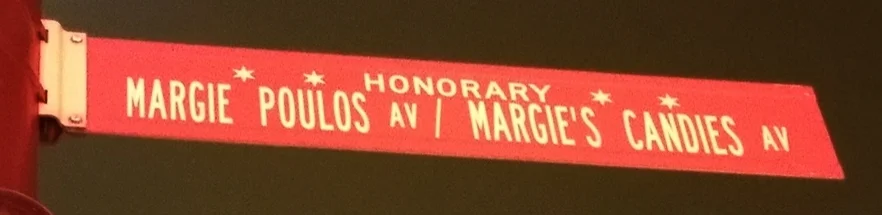 HONORARY
MARGIE POULOS AV / MARGIE'S CANDIES AV